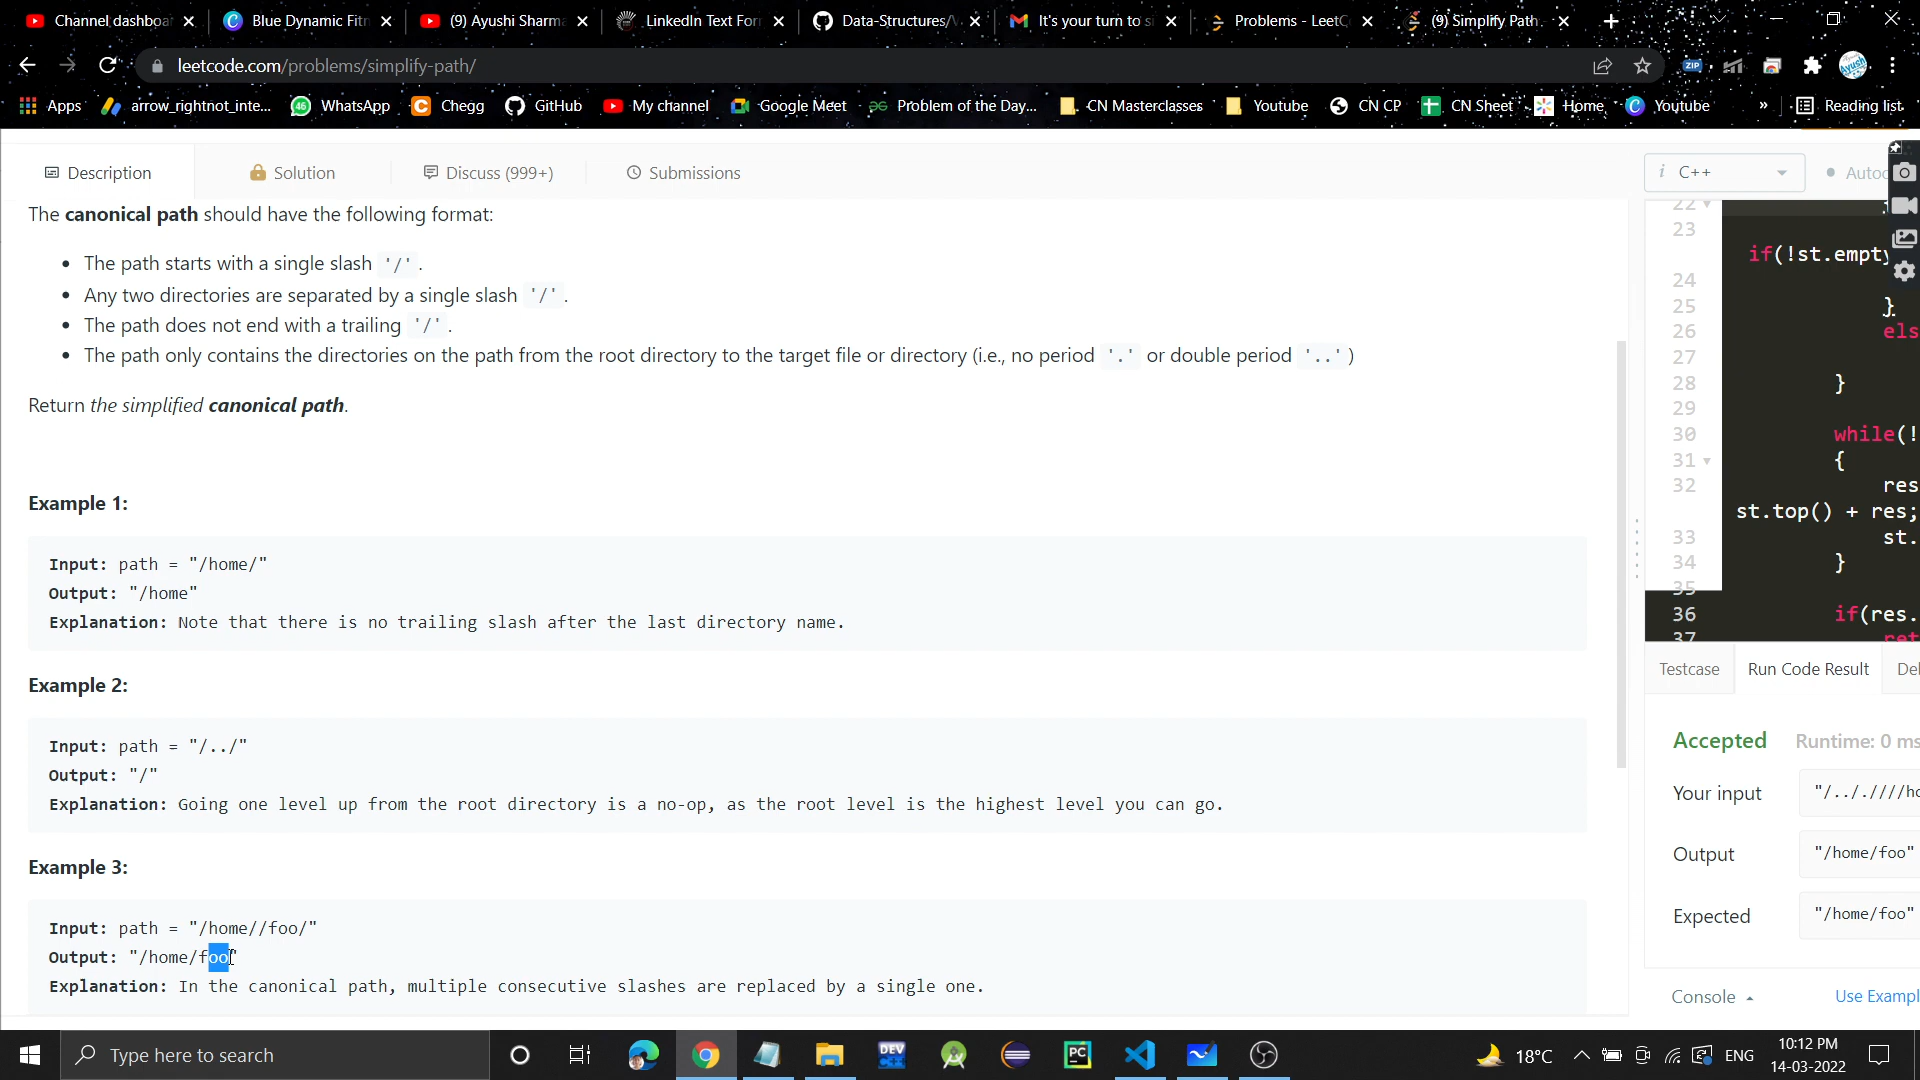 Channel dashboa
Blue Dynamic Fitn
(9) Ayushi Sharma
LinkedIn Text For
Data-Structures/
It's your turn to s
Problems - LeetC
(9) Simplify Path
leetcode.com/problems/simplify-path/
Apps arrow_rightnot_inte... WhatsApp Chegg GitHub My channel Google Meet Problem of the Day... CN Masterclasses Youtube CN CP CN Sheet Home Youtube » Reading list
Description Solution Discuss (999+) Submissions
The canonical path should have the following format:
• The path starts with a single slash '/'.
• Any two directories are separated by a single slash '/'.
• The path does not end with a trailing '/'.
• The path only contains the directories on the path from the root directory to the target file or directory (i.e., no period '.' or double period '..')
Return the simplified canonical path.
Example 1:
Input: path = "/home/"
Output: "/home"
Explanation: Note that there is no trailing slash after the last directory name.
Example 2:
Input: path = "/../"
Output: "/"
Explanation: Going one level up from the root directory is a no-op, as the root level is the highest level you can go.
Example 3:
Input: path = "/home//foo/"
Output: "/home/foo"
Explanation: In the canonical path, multiple consecutive slashes are replaced by a single one.
i C++ Autoc
22
23
if(!st.empty
24
25 }
26 els
27
28 }
29
30 while(!
31 {
32 res
st.top() + res;
33 st.
34 }
35
36 if(res.
37 ret
Testcase Run Code Result De
Accepted Runtime: 0 ms
Your input "/.././///ho
Output "/home/foo"
Expected "/home/foo"
Console Use Exampl
Type here to search
DEV C++
PC
18°C
ENG
10:12 PM
14-03-2022